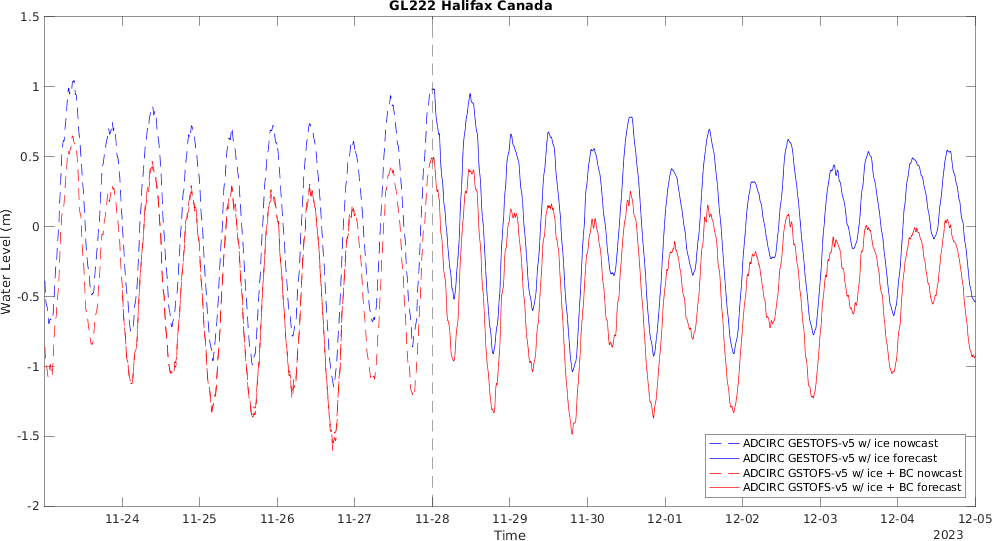 GL222 Halifax Canada
1.5
1
0.5
0
-0.5
-1
-1.5
-2
Water Level (m)
11-24 11-25 11-26 11-27 11-28 11-29 11-30 12-01 12-02 12-03 12-04 12-05
Time
2023
ADCIRC GESTOFS-v5 w/ ice nowcast
ADCIRC GESTOFS-v5 w/ ice forecast
ADCIRC GSTOFS-v5 w/ ice + BC nowcast
ADCIRC GSTOFS-v5 w/ ice + BC forecast